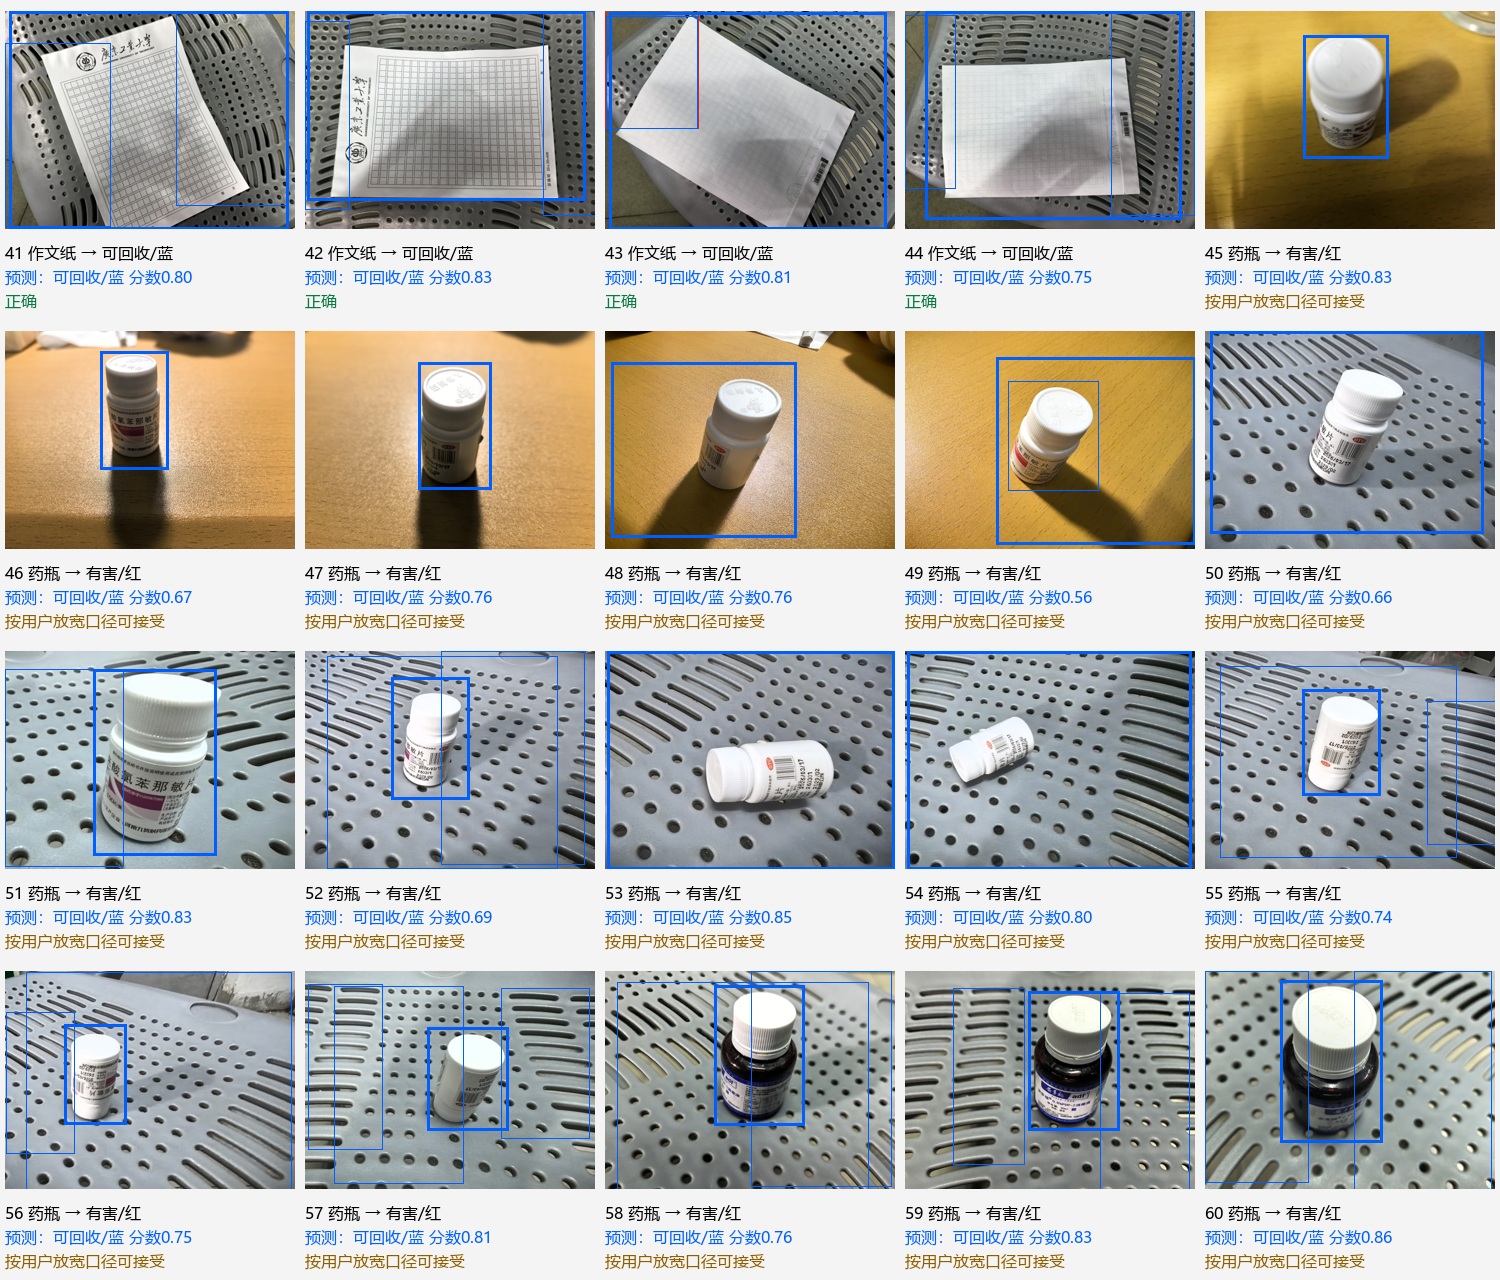 广东工业大学
41 作文纸 → 可回收/蓝
预测：可回收/蓝 分数0.80
正确
广东工业大学
42 作文纸 → 可回收/蓝
预测：可回收/蓝 分数0.83
正确
43 作文纸 → 可回收/蓝
预测：可回收/蓝 分数0.81
正确
44 作文纸 → 可回收/蓝
预测：可回收/蓝 分数0.75
正确
45 药瓶 → 有害/红
预测：可回收/蓝 分数0.83
按用户放宽口径可接受
46 药瓶 → 有害/红
预测：可回收/蓝 分数0.67
按用户放宽口径可接受
47 药瓶 → 有害/红
预测：可回收/蓝 分数0.76
按用户放宽口径可接受
48 药瓶 → 有害/红
预测：可回收/蓝 分数0.76
按用户放宽口径可接受
49 药瓶 → 有害/红
预测：可回收/蓝 分数0.56
按用户放宽口径可接受
50 药瓶 → 有害/红
预测：可回收/蓝 分数0.66
按用户放宽口径可接受
酸氯苯那敏片
51 药瓶 → 有害/红
预测：可回收/蓝 分数0.83
按用户放宽口径可接受
52 药瓶 → 有害/红
预测：可回收/蓝 分数0.69
按用户放宽口径可接受
53 药瓶 → 有害/红
预测：可回收/蓝 分数0.85
按用户放宽口径可接受
54 药瓶 → 有害/红
预测：可回收/蓝 分数0.80
按用户放宽口径可接受
55 药瓶 → 有害/红
预测：可回收/蓝 分数0.74
按用户放宽口径可接受
56 药瓶 → 有害/红
预测：可回收/蓝 分数0.75
按用户放宽口径可接受
57 药瓶 → 有害/红
预测：可回收/蓝 分数0.81
按用户放宽口径可接受
58 药瓶 → 有害/红
预测：可回收/蓝 分数0.76
按用户放宽口径可接受
adf
59 药瓶 → 有害/红
预测：可回收/蓝 分数0.83
按用户放宽口径可接受
60 药瓶 → 有害/红
预测：可回收/蓝 分数0.86
按用户放宽口径可接受